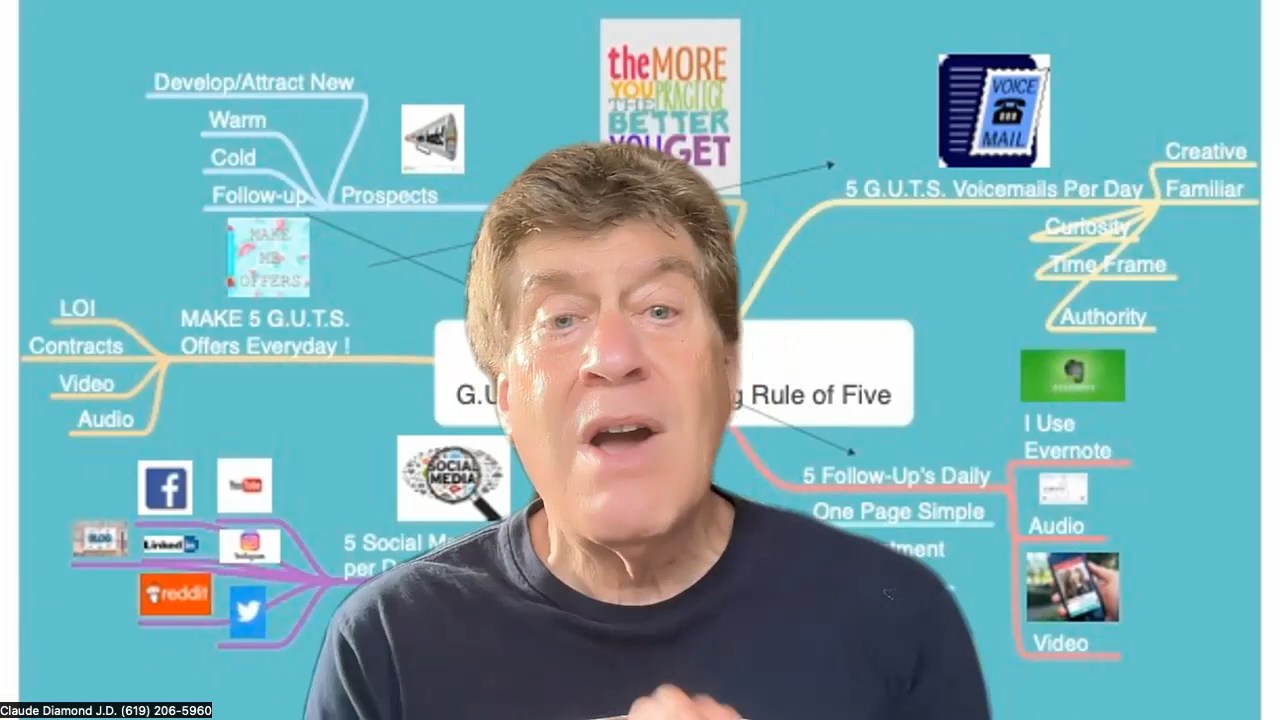 the MORE
YOU PRACTICE
THE
BETTER
YOU GET
Develop/Attract New
Warm
Cold
Follow-up
Prospects
VOICE
MAIL
Creative
5 G.U.T.S. Voicemails Per Day
Familiar
Curiosity
Time Frame
Authority
MAKE
ME
OFFERS
LOI
Contracts
Video
Audio
MAKE 5 G.U.T.S.
Offers Everyday !
G.U
g Rule of Five
I Use
Evernote
5 Follow-Up's Daily
One Page Simple
tment
Audio
Video
SOCIAL
MEDIA
5 Social M
per D
YouTube
BLOG
LinkedIn
Instagram
reddit
Claude Diamond J.D. (619) 206-5960